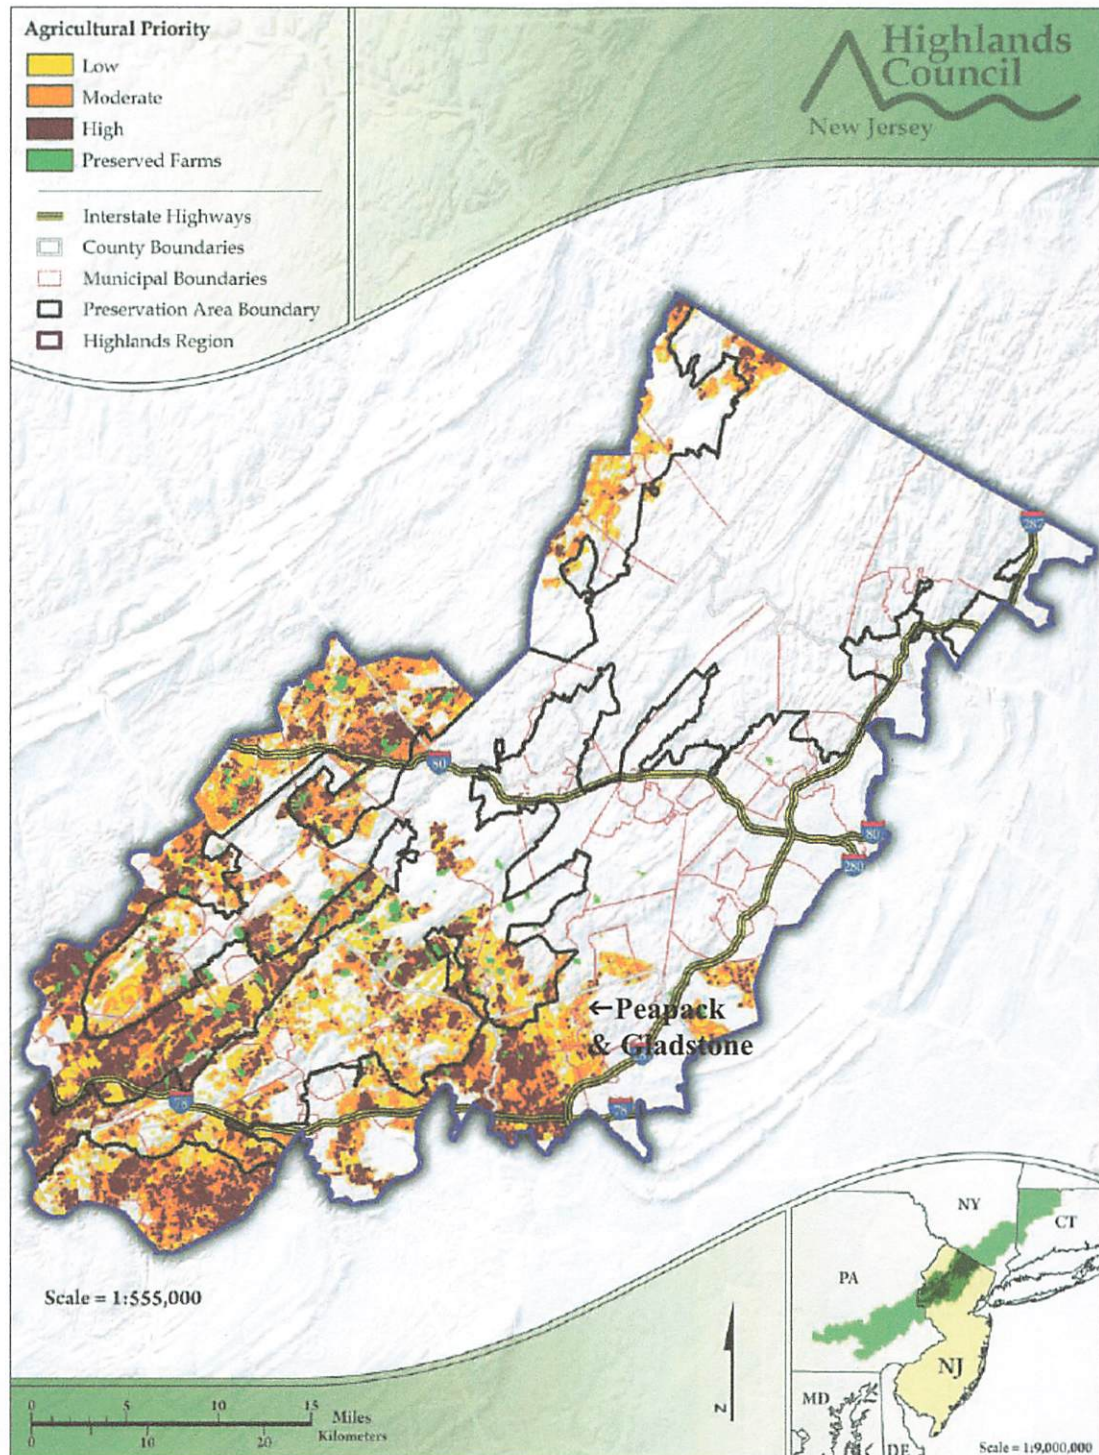 Agricultural Priority
Low
Moderate
High
Preserved Farms
Interstate Highways
County Boundaries
Municipal Boundaries
Preservation Area Boundary
Highlands Region
Highlands
Council
New Jersey
287
80
80
280
←Peapack
& Gladstone
78
78
Scale = 1:555,000
0 5 10 15
Miles
Kilometers
0 10 20
N
NY
CT
PA
NJ
MD
DE
Scale = 1:9,000,000